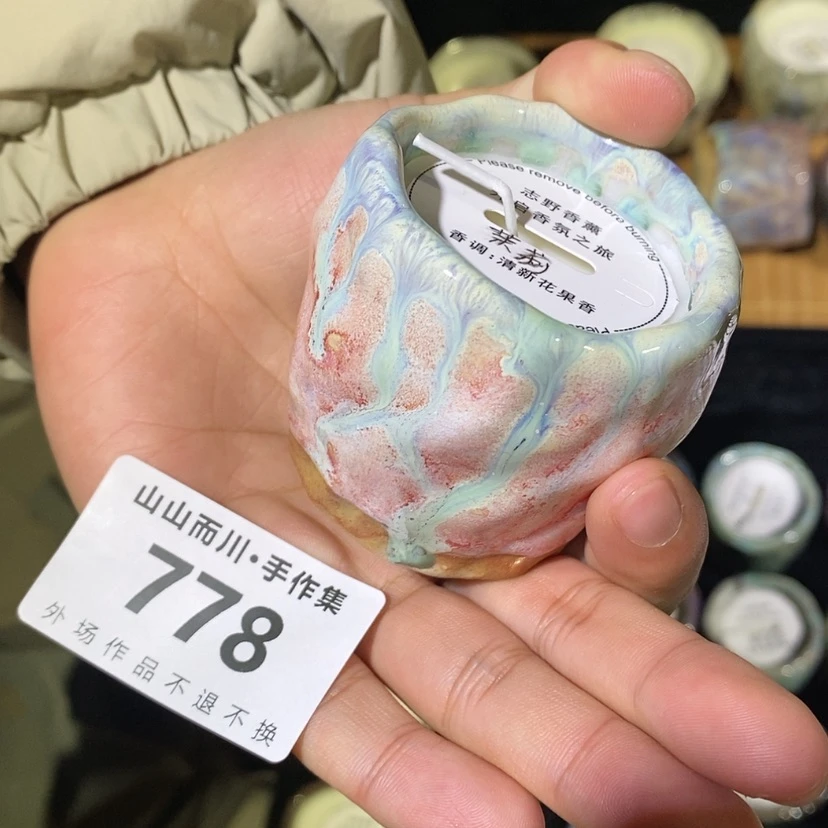 Please remove before burning
志野香薰
香氛之旅
茉龙
香调:清新花果香
山山而川·手作集
778
外场作品不退不换